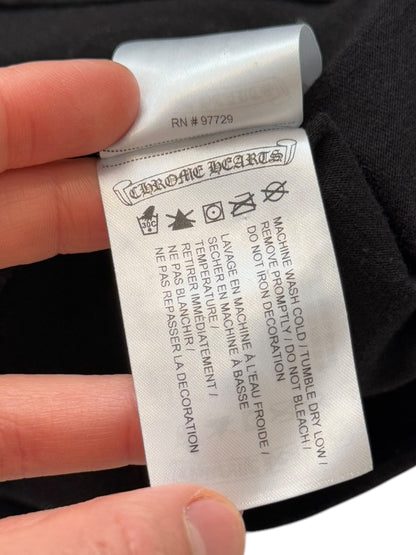 RN # 97729
CHROME HEARTS
30C
MACHINE WASH COLD / TUMBLE DRY LOW /
REMOVE PROMPTLY / DO NOT BLEACH /
DO NOT IRON DECORATION
LAVAGE EN MACHINE À L'EAU FROIDE /
SECHER EN MACHINE A BASSE
TEMPERATURE /
RETIRER IMMÉDIATEMENT /
NE PAS BLANCHIR /
NE PAS REPASSER LA DECORATION